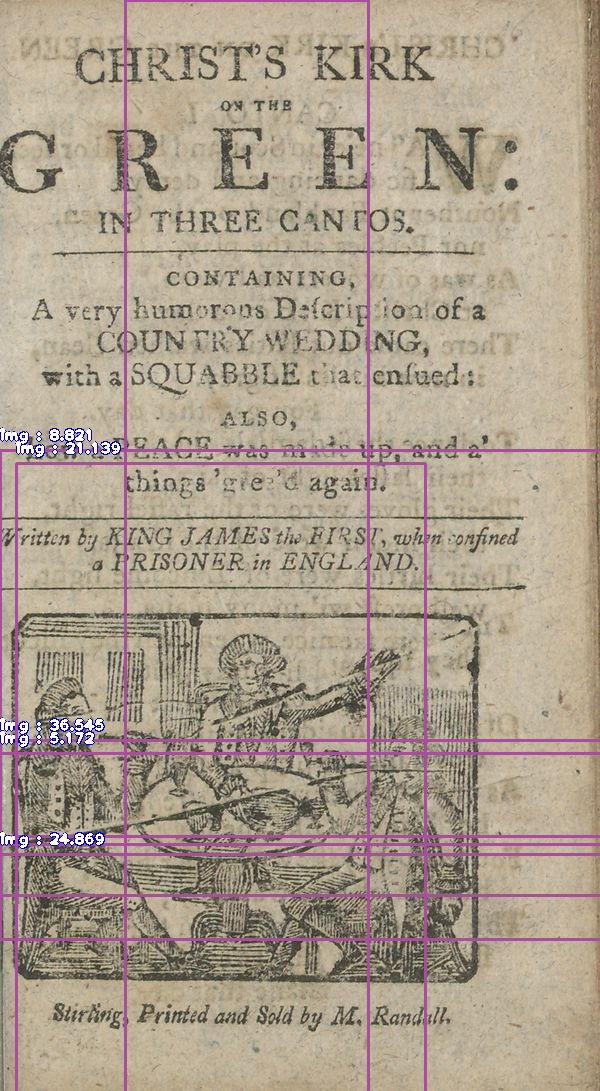 CHRIST'S KIRK
ON THE
GREEN:
IN THREE CANTOS.
CONTAINING,
A very humorous Deſcription of a
COUNTRY WEDDING,
with a SQUABBLE that enſued:
ALSO,
how a PEACE was made up, and a'
things 'gree'd again.
Written by KING JAMES the FIRST, when confined
a PRISONER in ENGLAND.
Stirling, Printed and Sold by M. Randall.
img : 8.821
img : 21.139
img : 36.545
img : 5.172
img : 24.869